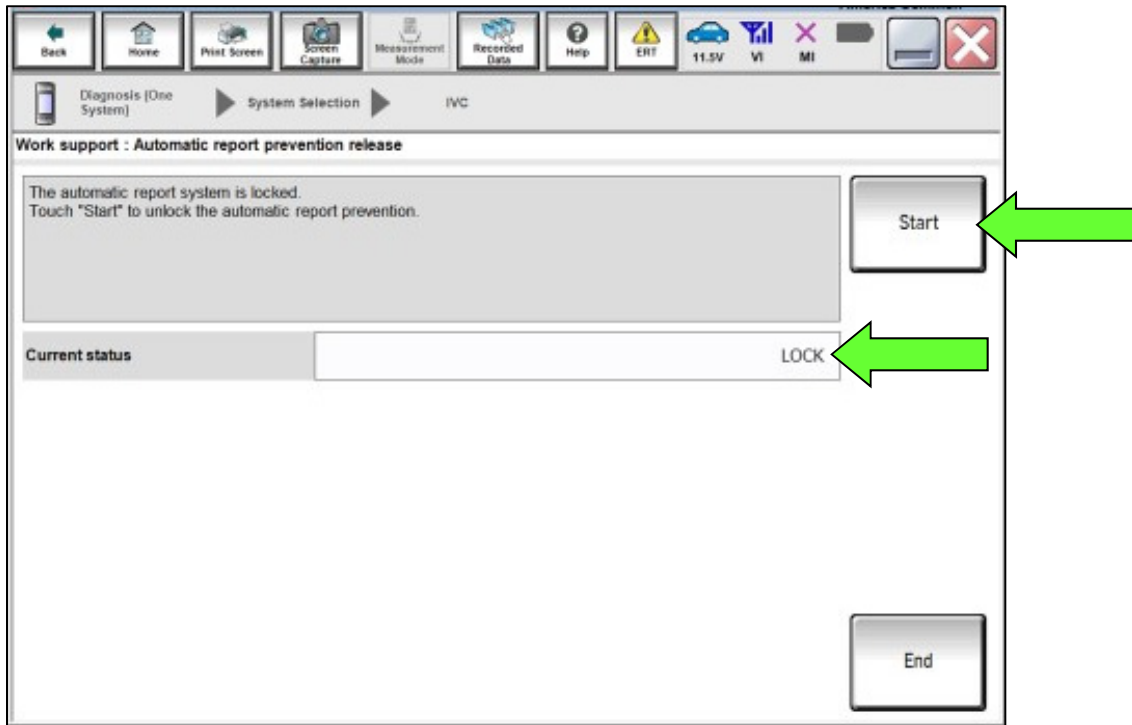 Back
Home
Print Screen
Screen
Capture
Measurement
Mode
Recorded
Data
Help
ERT
11.5V
VI
MI
Diagnosis (One
System)
System Selection
IVC
Work support : Automatic report prevention release
The automatic report system is locked.
Touch "Start" to unlock the automatic report prevention.
Start
Current status
LOCK
End